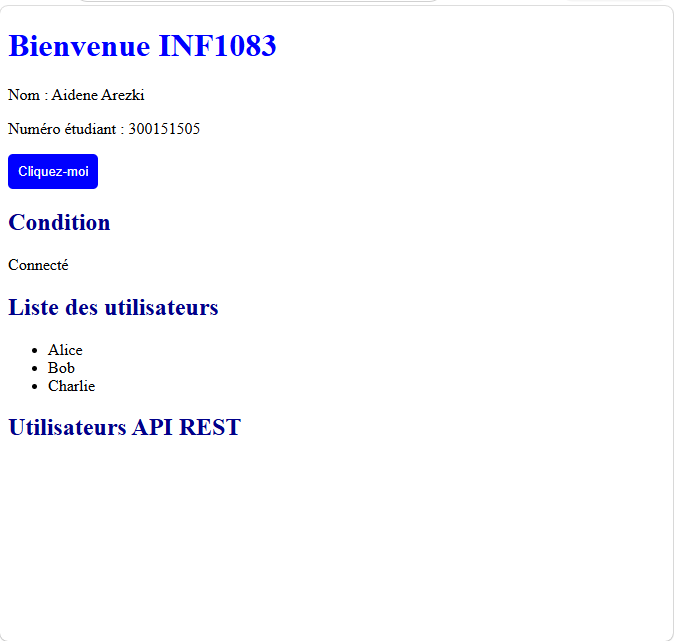 Bienvenue INF1083
Nom : Aidene Arezki
Numéro étudiant : 300151505
Cliquez-moi
Condition
Connecté
Liste des utilisateurs
Alice
Bob
Charlie
Utilisateurs API REST